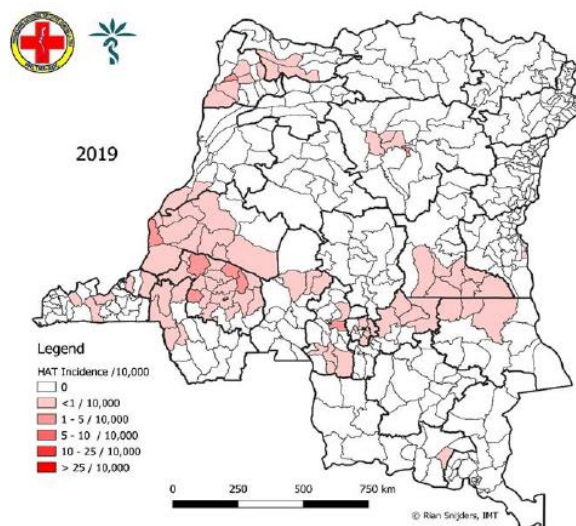 2019
Legend
HAT Incidence /10,000
0
<1 / 10,000
1 - 5 / 10,000
5 - 10 / 10,000
10 - 25 / 10,000
> 25 / 10,000
0 250 500 750 km
© Rian Snijders, IMT